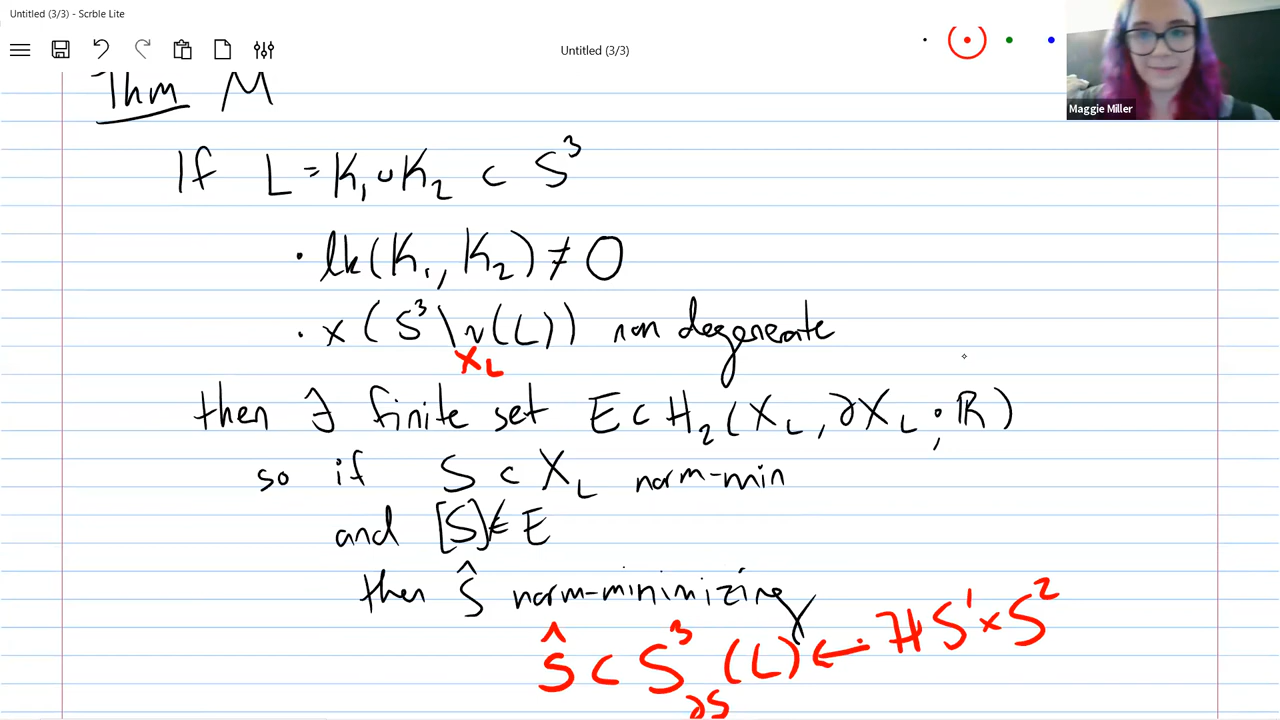 Untitled (3/3) - Scrble Lite
Untitled (3/3)
Maggie Miller
Thm M
If L = K₁ ∪ K₂ ⊂ S³
· lk(K₁, K₂) ≠ 0
· x(S³ \ ν(L)) non degenerate
X_L
then ∃ finite set E ⊂ H₂(X_L, ∂X_L; ℝ)
so if S ⊂ X_L norm-min
and [S] ∉ E
then Ŝ norm-minimizing
Ŝ ⊂ S³_∂S (L) ← ≠ S¹×S²